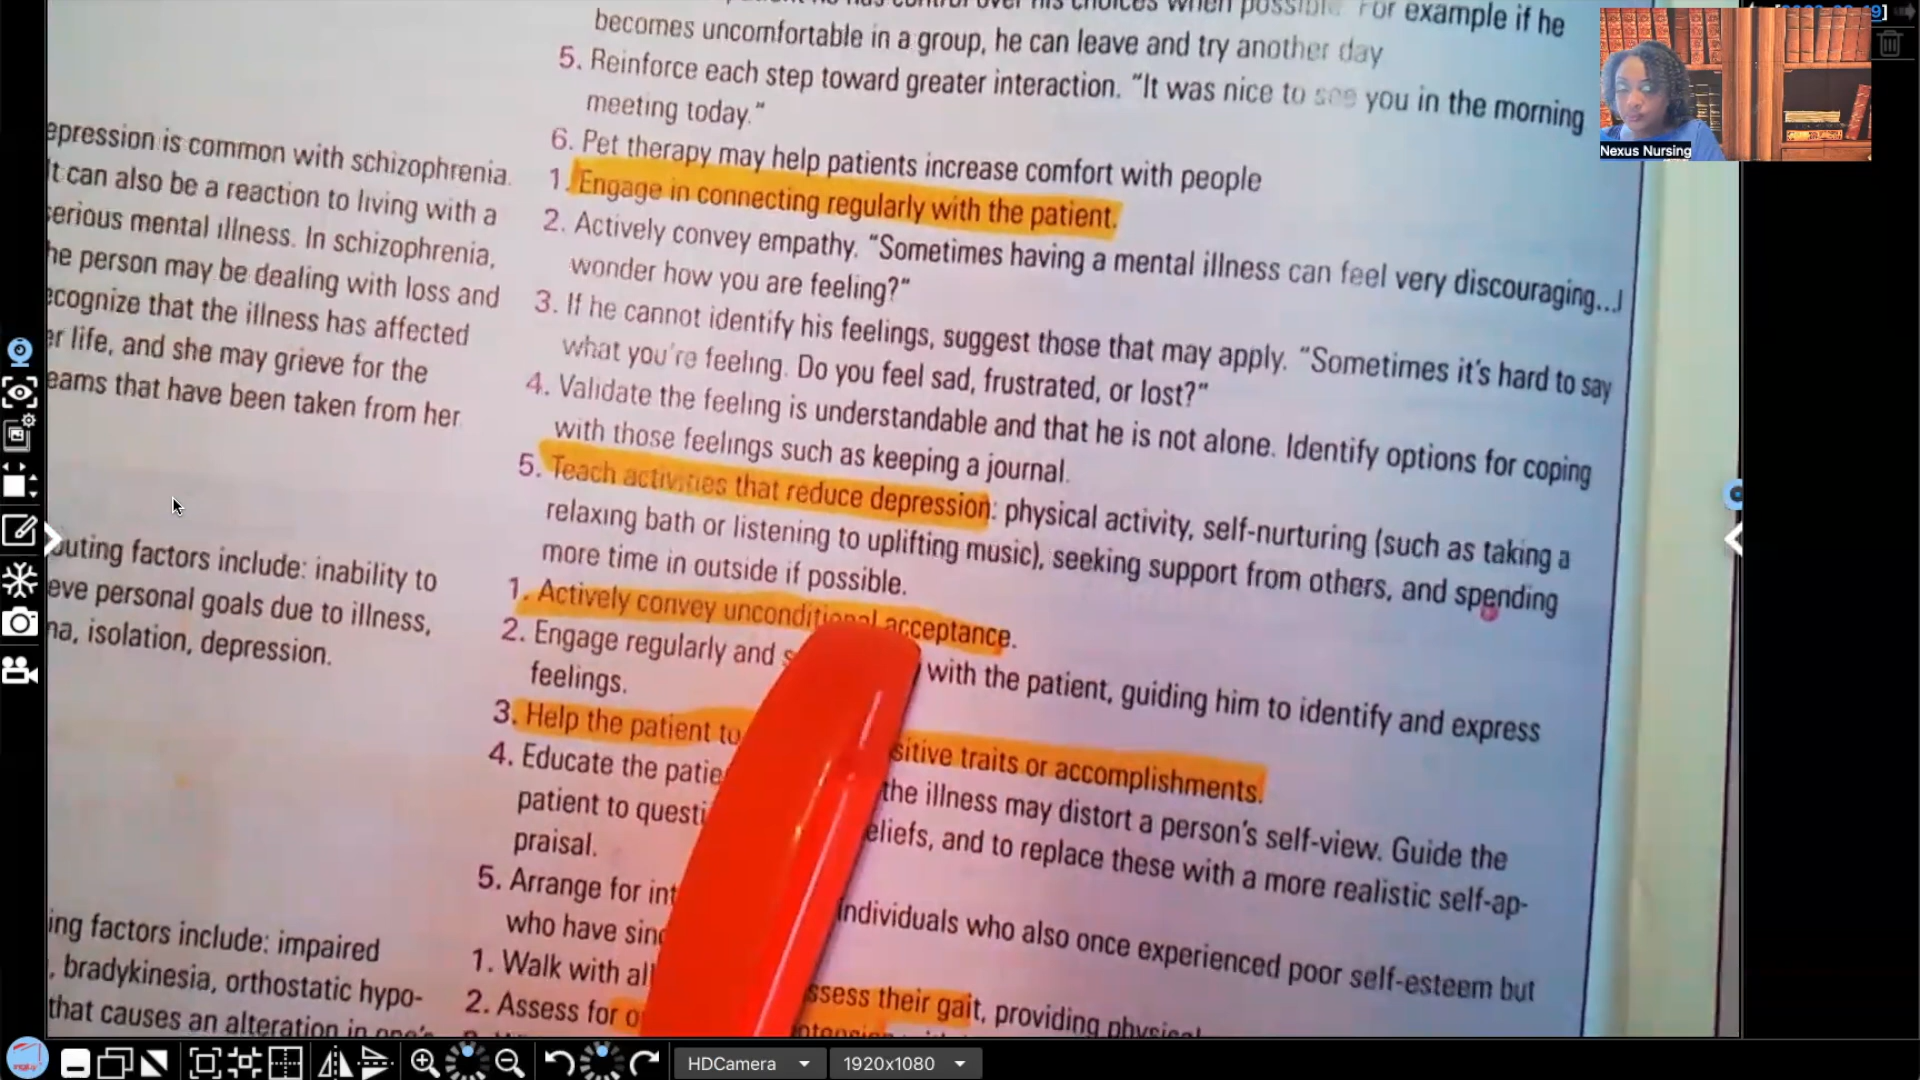 over his choices when possible. For example if he
becomes uncomfortable in a group, he can leave and try another day
5. Reinforce each step toward greater interaction. “It was nice to see you in the morning
meeting today.”
6. Pet therapy may help patients increase comfort with people
epression is common with schizophrenia.
It can also be a reaction to living with a
serious mental illness. In schizophrenia,
he person may be dealing with loss and
ecognize that the illness has affected
er life, and she may grieve for the
eams that have been taken from her
1. Engage in connecting regularly with the patient.
2. Actively convey empathy. “Sometimes having a mental illness can feel very discouraging...I
wonder how you are feeling?”
3. If he cannot identify his feelings, suggest those that may apply. “Sometimes it's hard to say
what you're feeling. Do you feel sad, frustrated, or lost?”
4. Validate the feeling is understandable and that he is not alone. Identify options for coping
with those feelings such as keeping a journal.
5. Teach activities that reduce depression: physical activity, self-nurturing (such as taking a
relaxing bath or listening to uplifting music), seeking support from others, and spending
more time in outside if possible.
buting factors include: inability to
eve personal goals due to illness,
na, isolation, depression.
1. Actively convey unconditional acceptance.
2. Engage regularly and with the patient, guiding him to identify and express
feelings.
3. Help the patient to sitive traits or accomplishments.
4. Educate the patie the illness may distort a person's self-view. Guide the
patient to questi eliefs, and to replace these with a more realistic self-ap-
praisal.
5. Arrange for int individuals who also once experienced poor self-esteem but
who have sinc
ing factors include: impaired
, bradykinesia, orthostatic hypo-
that causes an alteration in one's
1. Walk with all ssess their gait, providing physical
2. Assess for o
Nexus Nursing
HDCamera
1920x1080